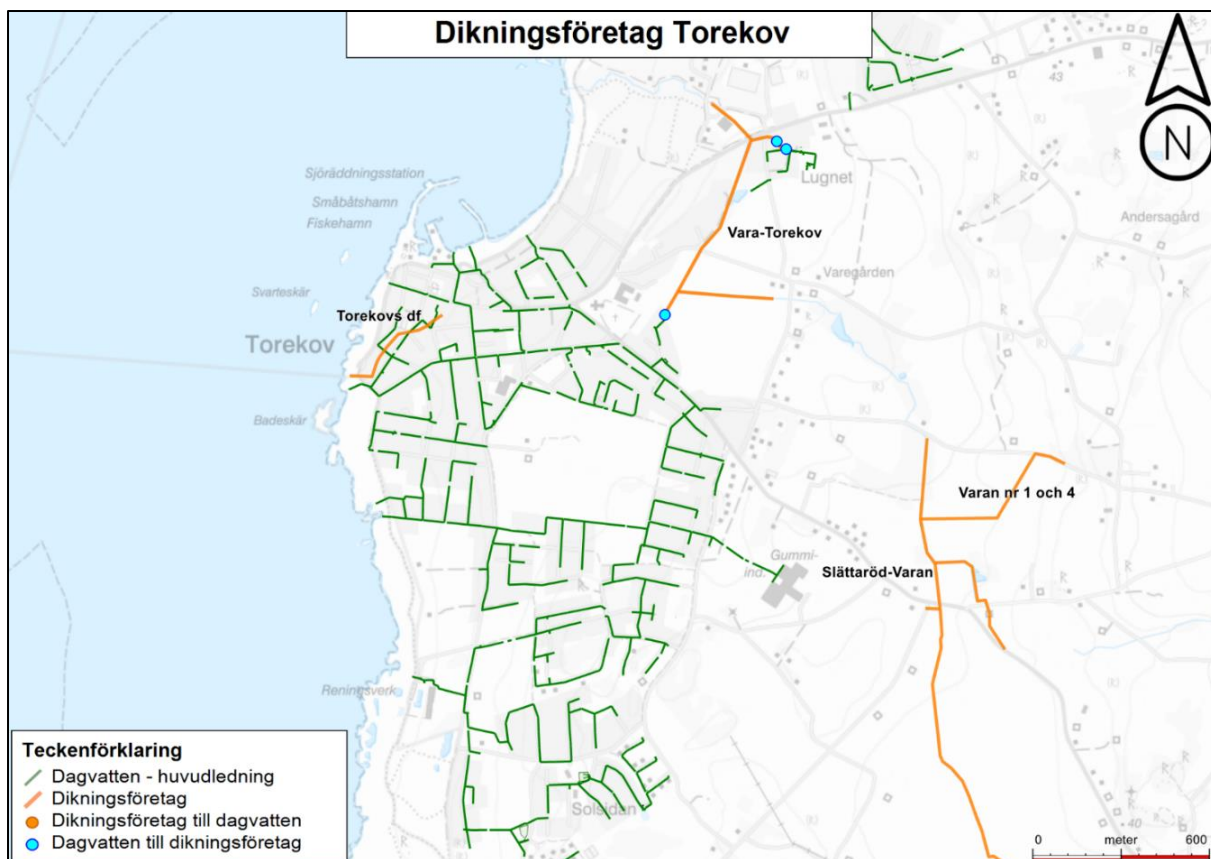 Dikningsföretag Torekov
N
43
Lugnet
Sjöräddningsstation
Småbåtshamn
Fiskehamn
Andersagård
Vara-Torekov
Varegården
Svarteskär
Torekovs df
Torekov
Badeskär
Varan nr 1 och 4
Gummi-
ind.
Slättaröd-Varan
Reningsverk
Solsidan
40
Teckenförklaring
Dagvatten - huvudledning
Dikningsföretag
Dikningsföretag till dagvatten
Dagvatten till dikningsföretag
0 meter 600